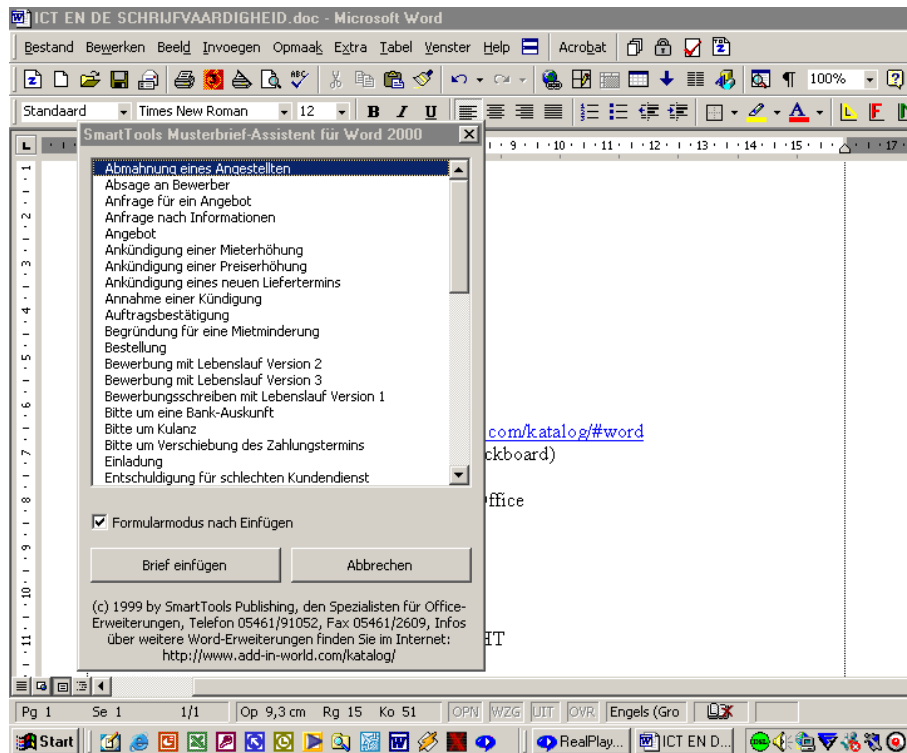 ICT EN DE SCHRIJFVAARDIGHEID.doc - Microsoft Word
Bestand Bewerken Beeld Invoegen Opmaak Extra Tabel Venster Help Acrobat
100%
Standaard Times New Roman 12 B I U
SmartTools Musterbrief-Assistent für Word 2000
9 10 11 12 13 14 15 17
Abmahnung eines Angestellten
Absage an Bewerber
Anfrage für ein Angebot
Anfrage nach Informationen
Angebot
Ankündigung einer Mieterhöhung
Ankündigung einer Preiserhöhung
Ankündigung eines neuen Liefertermins
Annahme einer Kündigung
Auftragsbestätigung
Begründung für eine Mietminderung
Bestellung
Bewerbung mit Lebenslauf Version 2
Bewerbung mit Lebenslauf Version 3
Bewerbungsschreiben mit Lebenslauf Version 1
Bitte um eine Bank-Auskunft
Bitte um Kulanz
Bitte um Verschiebung des Zahlungstermins
Einladung
Entschuldigung für schlechten Kundendienst
com/katalog/#word
ckboard)
ffice
Formularmodus nach Einfügen
Brief einfügen Abbrechen
(c) 1999 by SmartTools Publishing, den Spezialisten für Office-
Erweiterungen, Telefon 05461/91052, Fax 05461/2609, Infos
über weitere Word-Erweiterungen finden Sie im Internet:
http://www.add-in-world.com/katalog/
HT
Pg 1 Se 1 1/1 Op 9,3 cm Rg 15 Ko 51 OPN WZG UIT OVR Engels (Gro
Start RealPlay... ICT EN D...